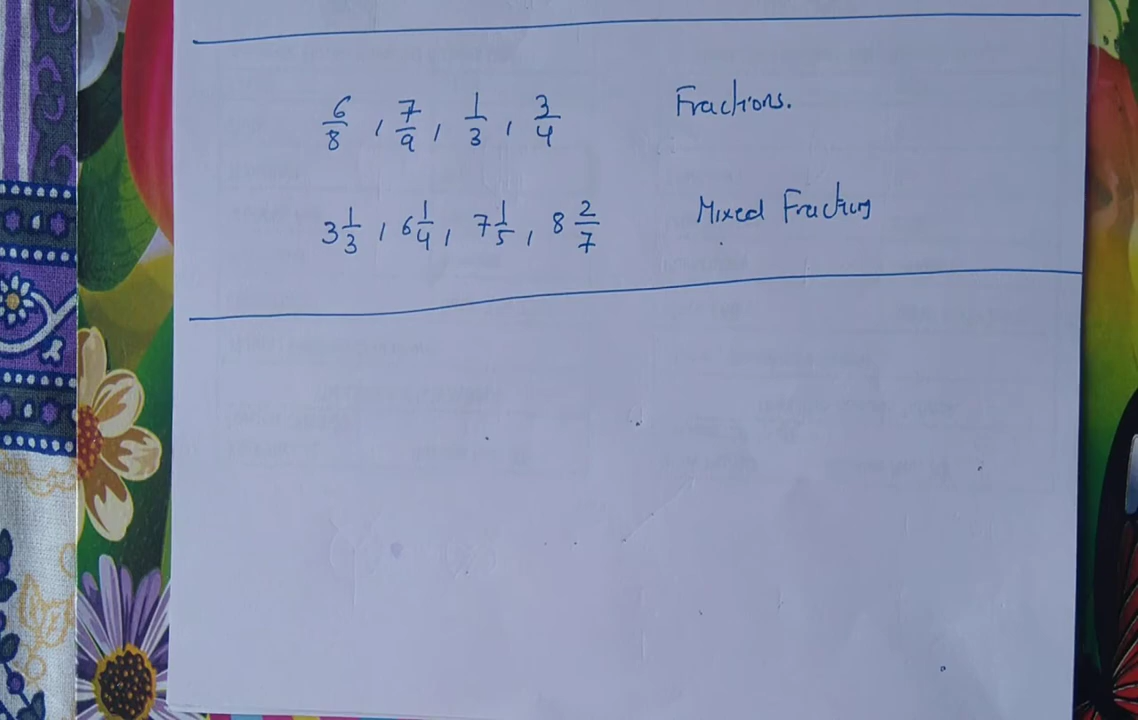 6/8 , 7/9 , 1/3 , 3/4 Fractions.
3 1/3 , 6 1/4 , 7 1/5 , 8 2/7 Mixed Fractions